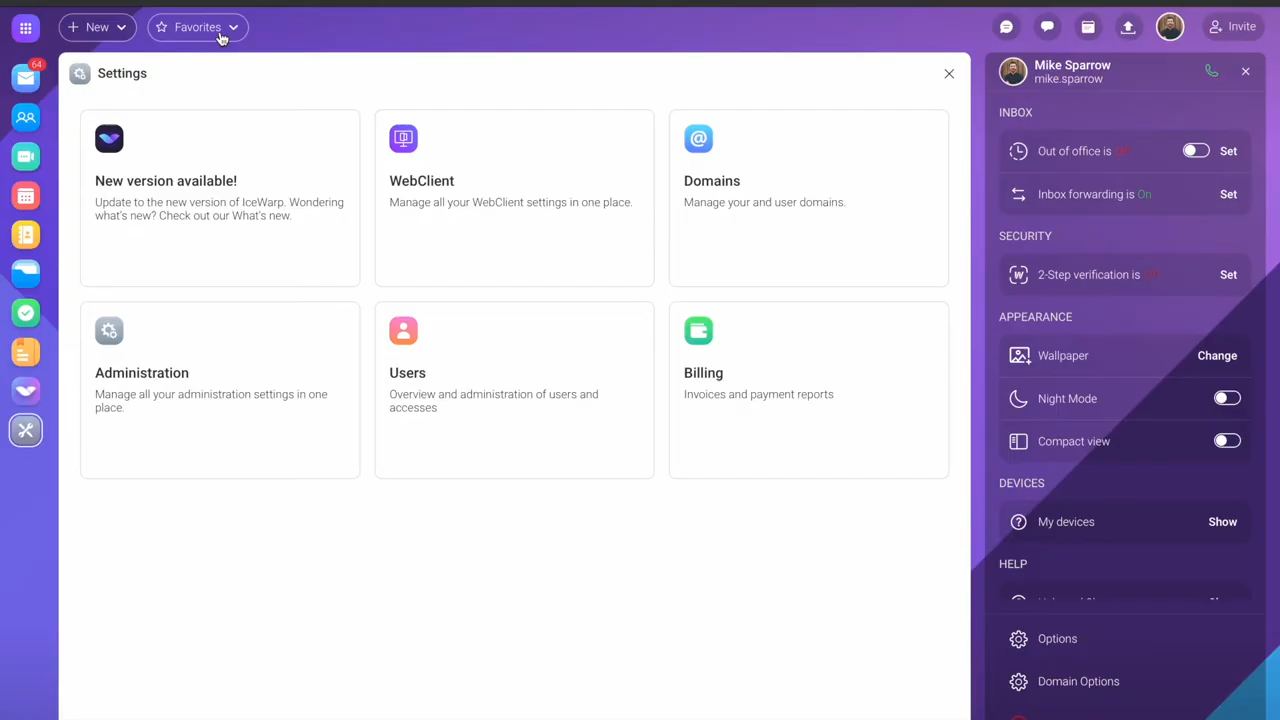 New
Favorites
Invite
64
Settings
New version available!
Update to the new version of IceWarp. Wondering
what's new? Check out our What's new.
WebClient
Manage all your WebClient settings in one place.
Domains
Manage your and user domains.
Administration
Manage all your administration settings in one
place.
Users
Overview and administration of users and
accesses
Billing
Invoices and payment reports
Mike Sparrow
mike.sparrow
INBOX
Out of office is Off
Set
Inbox forwarding is On
Set
SECURITY
2-Step verification is Off
Set
APPEARANCE
Wallpaper
Change
Night Mode
Compact view
DEVICES
My devices
Show
HELP
Options
Domain Options